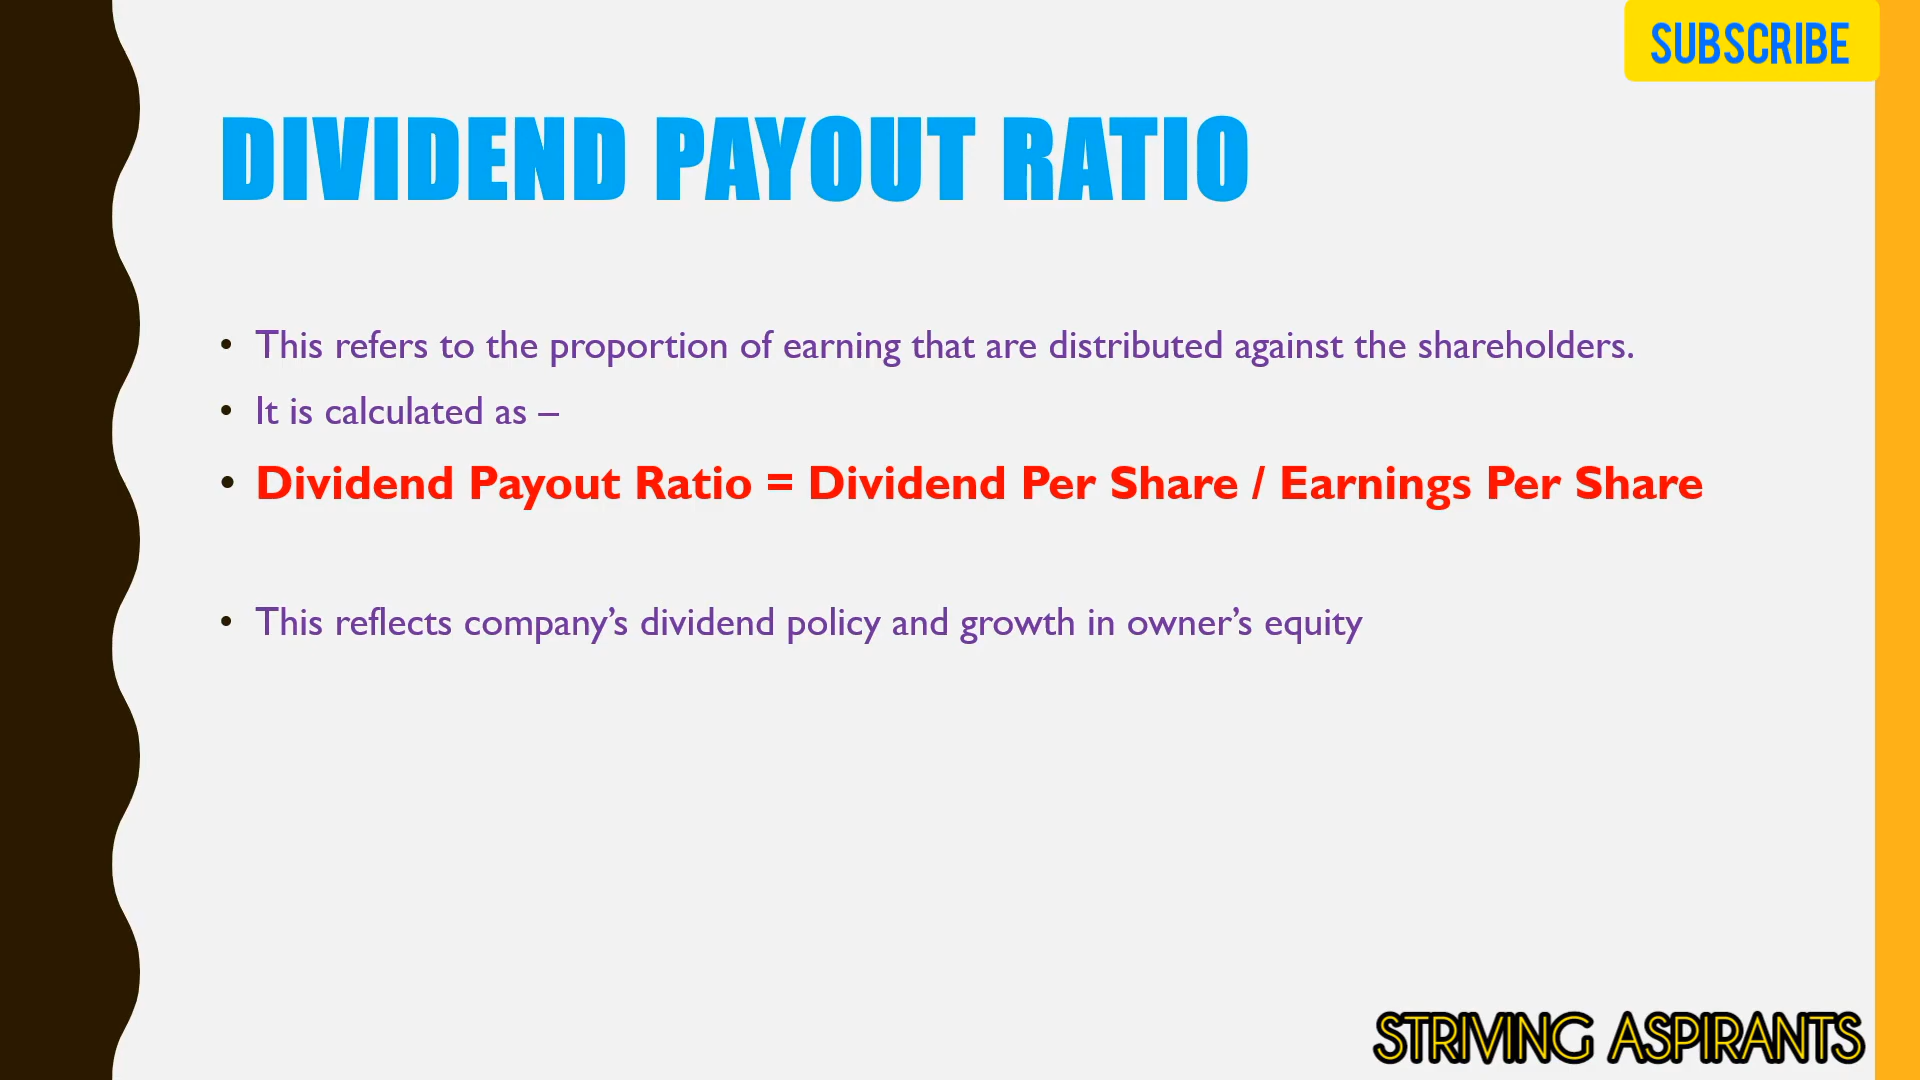 SUBSCRIBE
DIVIDEND PAYOUT RATIO
• This refers to the proportion of earning that are distributed against the shareholders.
• It is calculated as –
• Dividend Payout Ratio = Dividend Per Share / Earnings Per Share
• This reflects company’s dividend policy and growth in owner’s equity
STRIVING ASPIRANTS